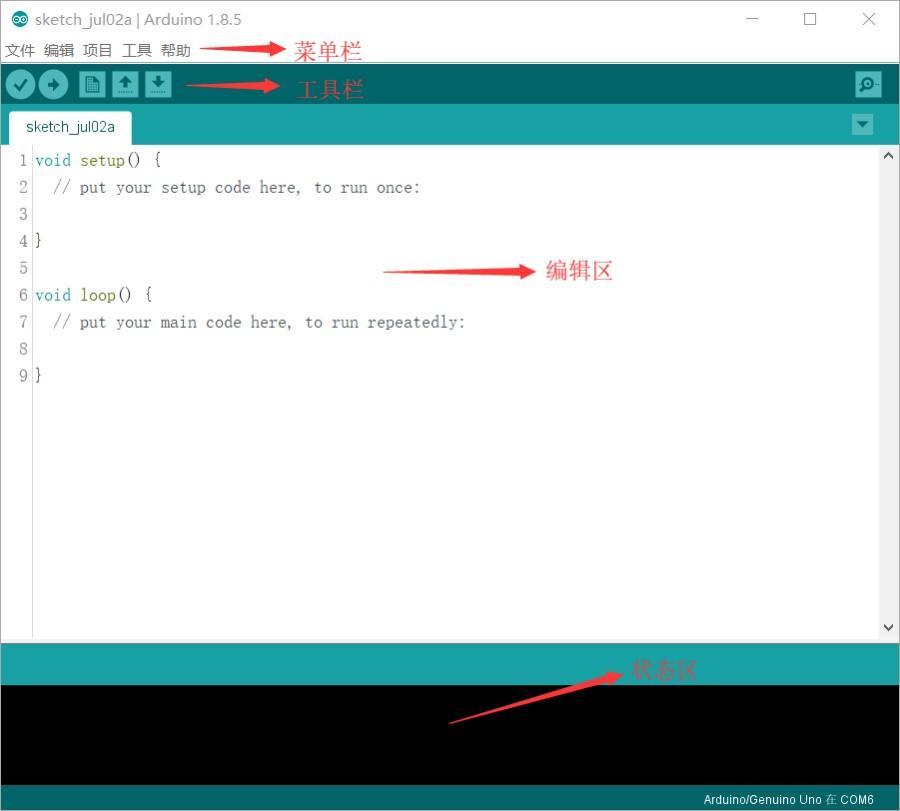 sketch_jul02a | Arduino 1.8.5
文件 编辑 项目 工具 帮助 菜单栏
工具栏
sketch_jul02a
1 void setup() {
2   // put your setup code here, to run once:
3
4 }
5
编辑区
6 void loop() {
7   // put your main code here, to run repeatedly:
8
9 }
状态区
Arduino/Genuino Uno 在 COM6